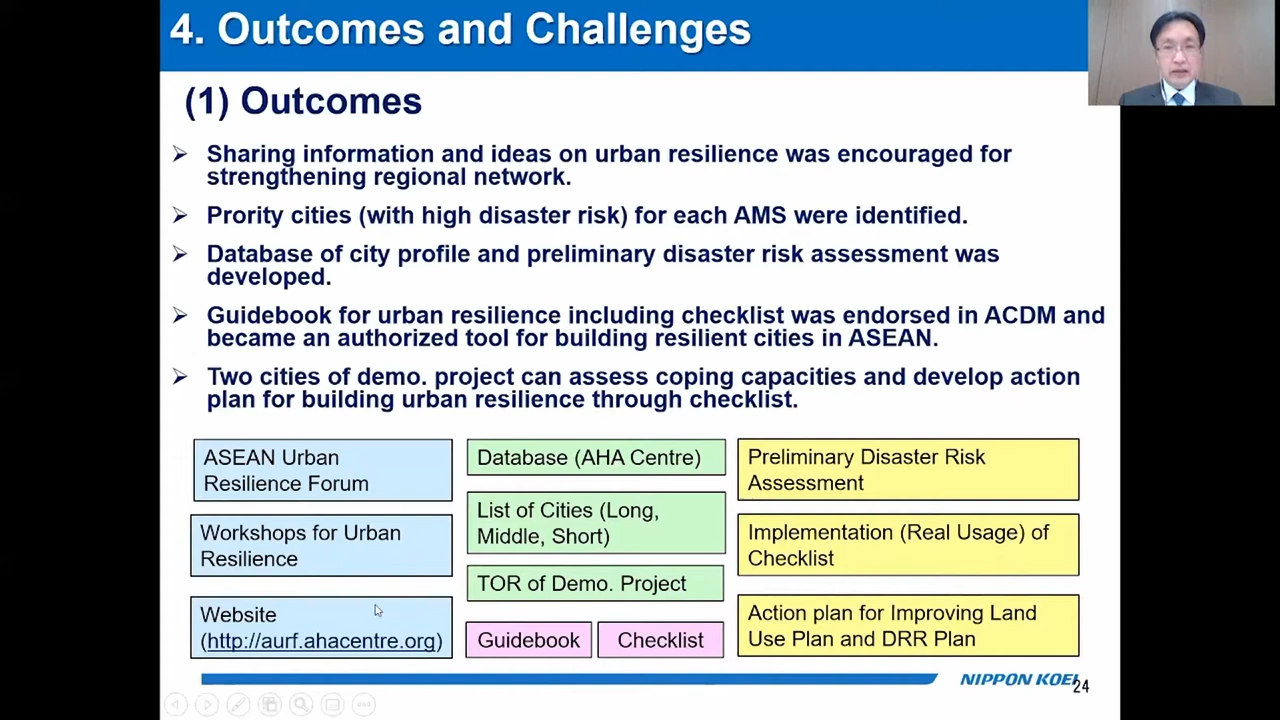 4. Outcomes and Challenges
(1) Outcomes
Sharing information and ideas on urban resilience was encouraged for
strengthening regional network.
Prority cities (with high disaster risk) for each AMS were identified.
Database of city profile and preliminary disaster risk assessment was
developed.
Guidebook for urban resilience including checklist was endorsed in ACDM and
became an authorized tool for building resilient cities in ASEAN.
Two cities of demo. project can assess coping capacities and develop action
plan for building urban resilience through checklist.
ASEAN Urban
Resilience Forum
Workshops for Urban
Resilience
Website
(http://aurf.ahacentre.org)
Database (AHA Centre)
List of Cities (Long,
Middle, Short)
TOR of Demo. Project
Guidebook
Checklist
Preliminary Disaster Risk
Assessment
Implementation (Real Usage) of
Checklist
Action plan for Improving Land
Use Plan and DRR Plan
NIPPON KOEI
24